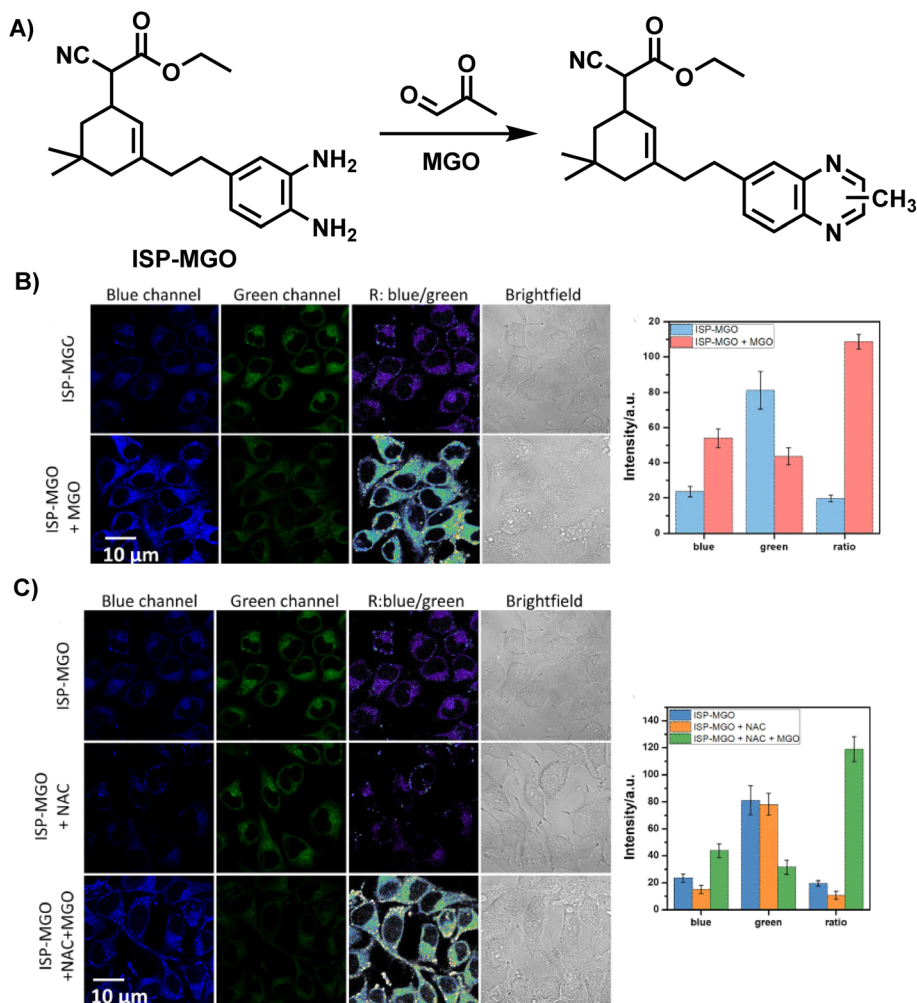 A)
O
NC
O
O
O
MGO
NH2
NH2
ISP-MGO
O
NC
O
N
N
CH3
B)
Blue channel Green channel R: blue/green Brightfield
ISP-MGO
ISP-MGO
+ MGO
10 µm
ISP-MGO
ISP-MGO + MGO
Intensity/a.u.
20
100
80
60
40
20
0
blue green ratio
C)
Blue channel Green channel R:blue/green Brightfield
ISP-MGO
ISP-MGO
+ NAC
ISP-MGO
+NAC+MGO
10 µm
ISP-MGO
ISP-MGO + NAC
ISP-MGO + NAC + MGO
Intensity/a.u.
140
120
100
80
60
40
20
0
blue green ratio